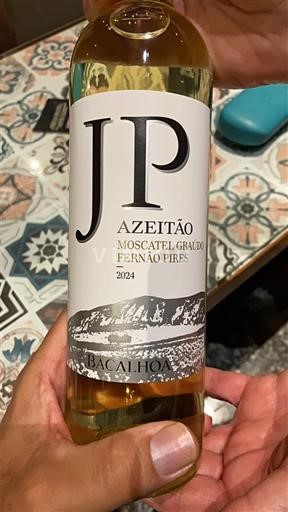 JP
AZEITÃO
MOSCATEL GRAÚDO
FERNÃO PIRES
2024
BACALHÔA